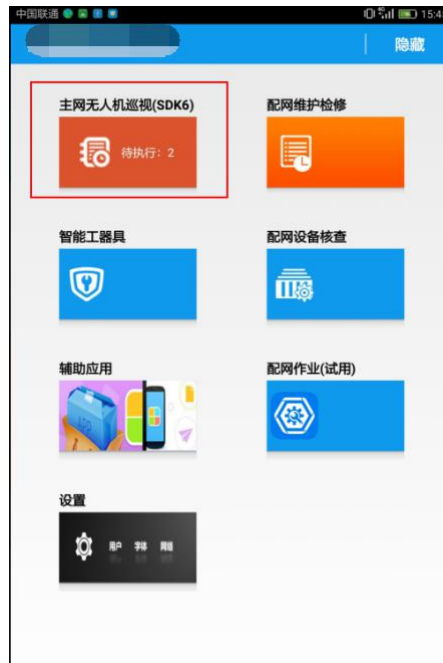 中国联通
15:4
隐藏
主网无人机巡视(SDK6)
配网维护检修
待执行：2
智能工器具
配网设备核查
辅助应用
配网作业(试用)
APP
设置
用户 字体 网络